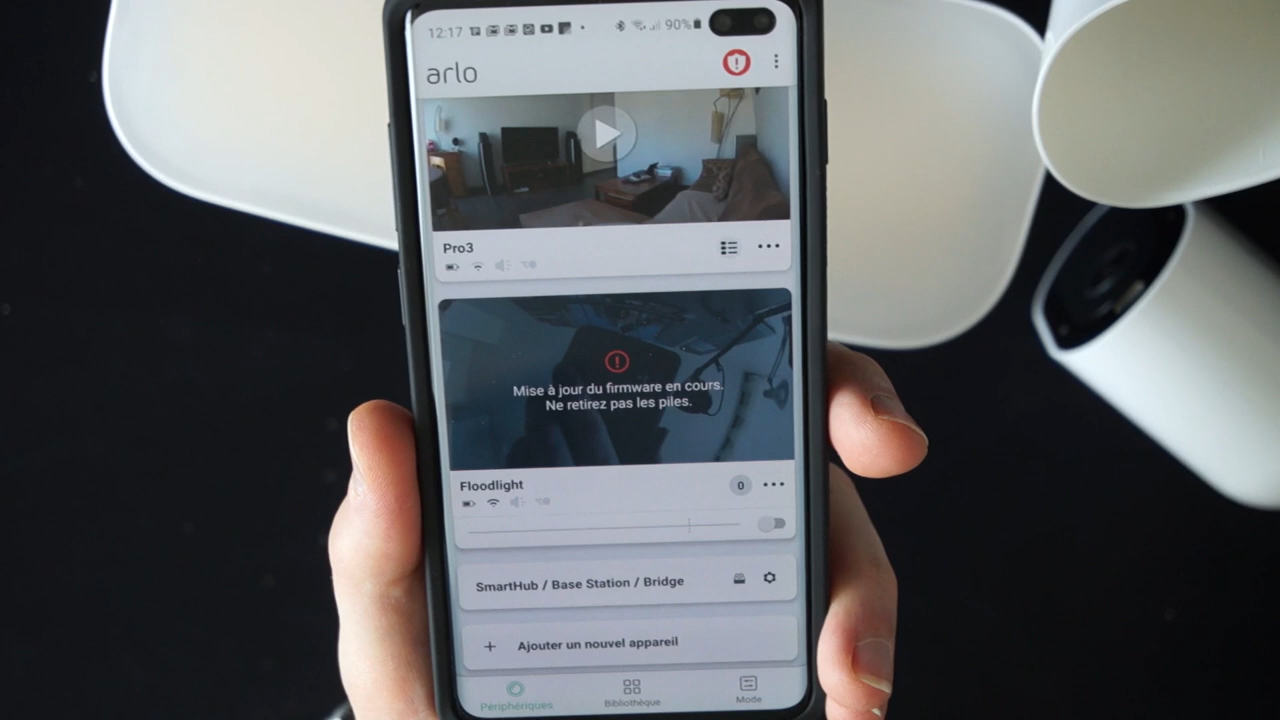 12:17
90%
arlo
Pro3
Mise à jour du firmware en cours.
Ne retirez pas les piles.
Floodlight
0
SmartHub / Base Station / Bridge
+ Ajouter un nouvel appareil
Périphériques
Bibliothèque
Mode